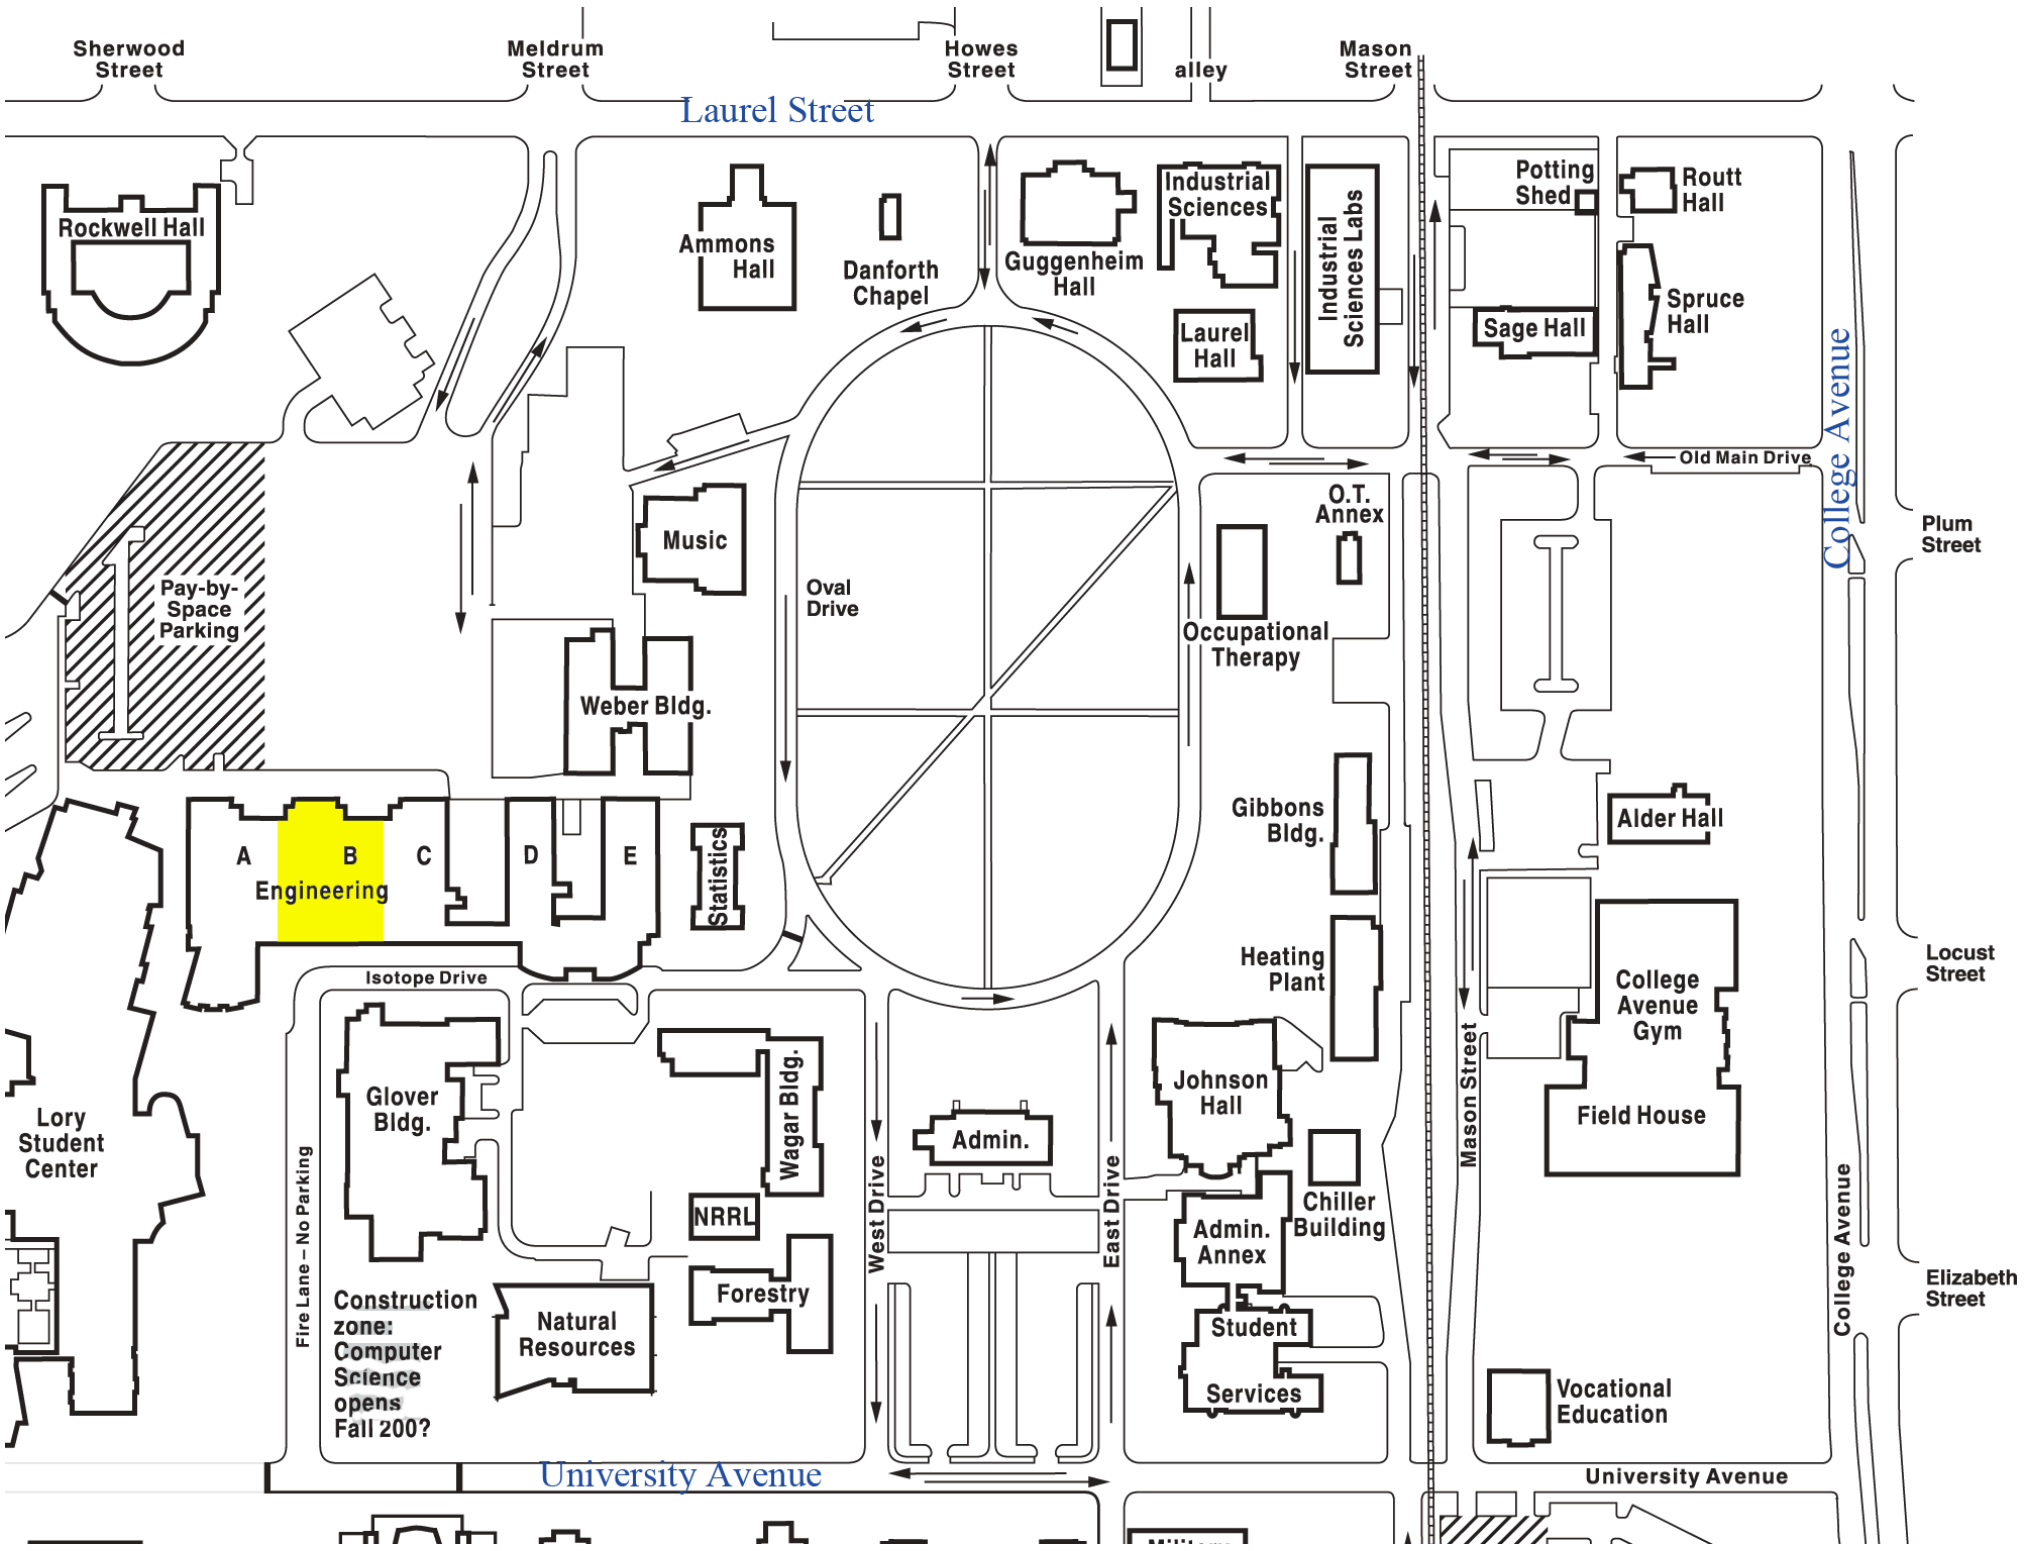 Sherwood
Street
Meldrum
Street
Howes
Street
alley
Mason
Street
Laurel Street
Rockwell Hall
Ammons
Hall
Danforth
Chapel
Guggenheim
Hall
Industrial
Sciences
Laurel
Hall
Industrial
Sciences Labs
Potting
Shed
Routt
Hall
Sage Hall
Spruce
Hall
College Avenue
Old Main Drive
Plum
Street
Pay-by-
Space
Parking
Music
Oval
Drive
O.T.
Annex
Occupational
Therapy
Weber Bldg.
Gibbons
Bldg.
Alder Hall
A
B
C
D
E
Engineering
Statistics
Heating
Plant
College
Avenue
Gym
Field House
Locust
Street
Isotope Drive
Glover
Bldg.
Wagar Bldg.
Admin.
Johnson
Hall
Mason Street
Lory
Student
Center
Fire Lane – No Parking
NRRL
West Drive
East Drive
Chiller
Building
Admin.
Annex
College Avenue
Elizabeth
Street
Construction
zone:
Computer
Science
opens
Fall 200?
Natural
Resources
Forestry
Student
Services
Vocational
Education
University Avenue
University Avenue